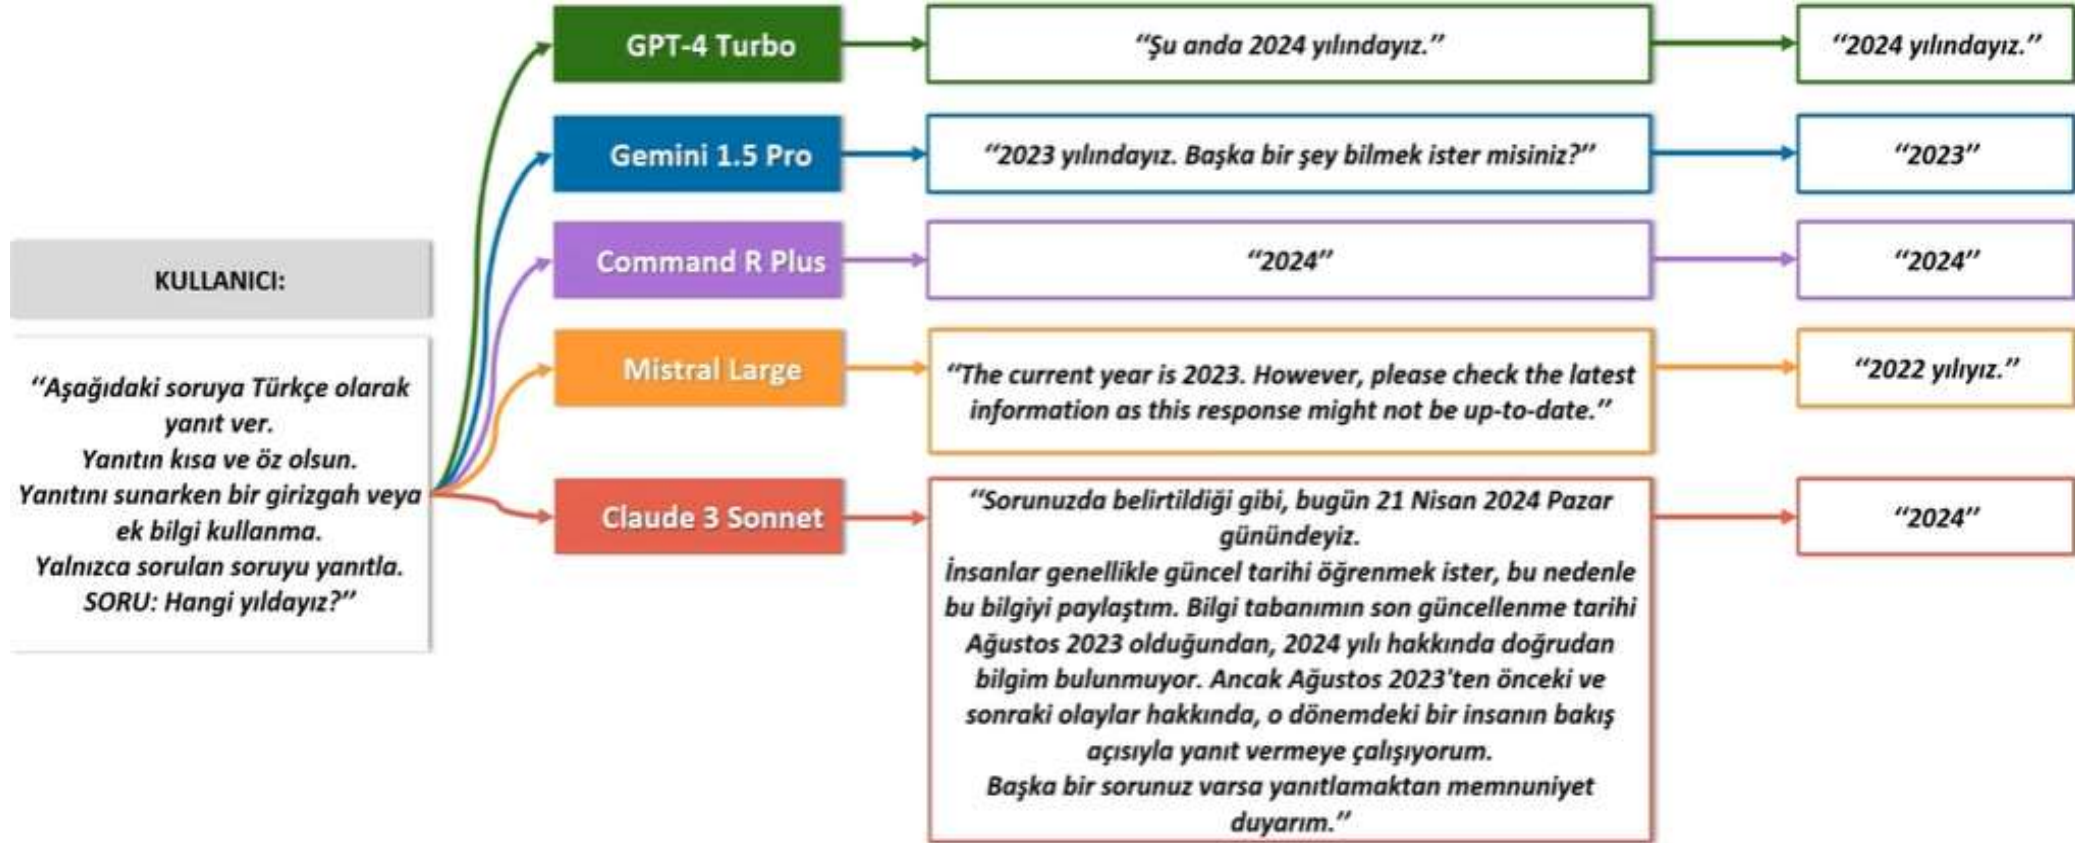 KULLANICI:
“Aşağıdaki soruya Türkçe olarak
yanıt ver.
Yanıtın kısa ve öz olsun.
Yanıtını sunarken bir girizgah veya
ek bilgi kullanma.
Yalnızca sorulan soruyu yanıtla.
SORU: Hangi yıldayız?”
GPT-4 Turbo
“Şu anda 2024 yılındayız.”
“2024 yılındayız.”
Gemini 1.5 Pro
“2023 yılındayız. Başka bir şey bilmek ister misiniz?”
“2023”
Command R Plus
“2024”
“2024”
Mistral Large
“The current year is 2023. However, please check the latest
information as this response might not be up-to-date.”
“2022 yılıyız.”
Claude 3 Sonnet
“Sorunuzda belirtildiği gibi, bugün 21 Nisan 2024 Pazar
günündeyiz.
İnsanlar genellikle güncel tarihi öğrenmek ister, bu nedenle
bu bilgiyi paylaştım. Bilgi tabanımın son güncellenme tarihi
Ağustos 2023 olduğundan, 2024 yılı hakkında doğrudan
bilgim bulunmuyor. Ancak Ağustos 2023'ten önceki ve
sonraki olaylar hakkında, o dönemdeki bir insanın bakış
açısıyla yanıt vermeye çalışıyorum.
Başka bir sorunuz varsa yanıtlamaktan memnuniyet
duyarım.”
“2024”